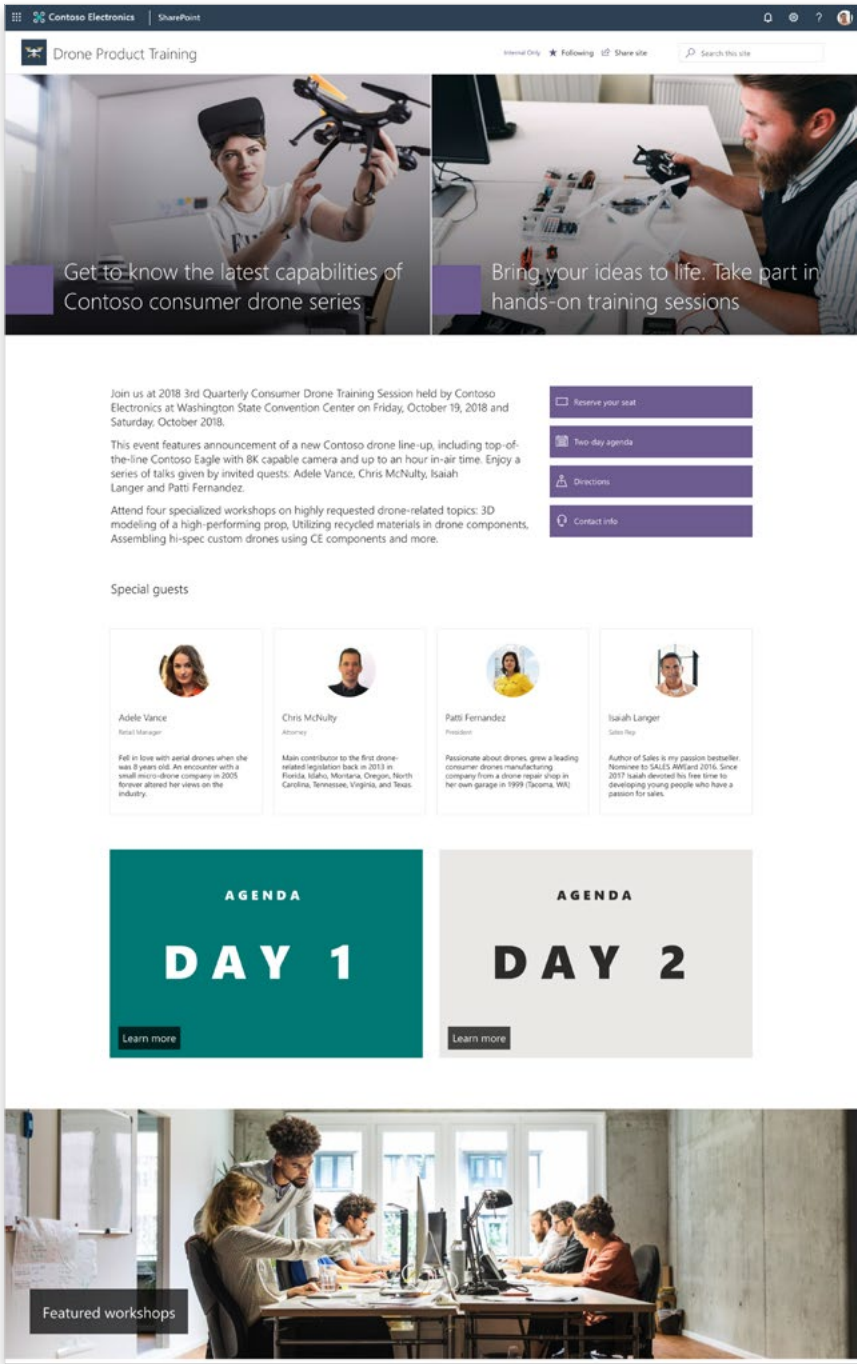 Contoso Electronics
SharePoint
?
Drone Product Training
Internal Only
Following
Share site
Search this site
Get to know the latest capabilities of
Contoso consumer drone series
Bring your ideas to life. Take part in
hands-on training sessions
Join us at 2018 3rd Quarterly Consumer Drone Training Session held by Contoso
Electronics at Washington State Convention Center on Friday, October 19, 2018 and
Saturday. October 2018.
This event features announcement of a new Contoso drone line-up, including top-of-
the-line Contoso Eagle with 8K capable camera and up to an hour in-air time. Enjoy a
series of talks given by invited quests: Adele Vance, Chris McNulty, Isaiah
Langer and Patti Fernandez.
Attend four specialized workshops on highly requested drone-related topics: 3D
modeling of a high-performing prop, Utilizing recycled materials in drone components,
Assembling hi-spec custom drones using CE components and more.
Reserve your seat
Two-day agenda
Directions
Contact info
Special guests
Adele Vance
Retail Manager
Fell in love with aerial drones when she
was 8 years old. An encounter with a
small micro-drone company in 2005
forever altered her views on the
industry.
Chris McNulty
Attorney
Main contributor to the first drone-
related legislation back in 2013 in
Florida, Idaho, Montana, Oregon, North
Carolina, Tennessee, Virginia, and Texas.
Patti Fernandez
President
Passionate about drones, grew a leading
consumer drones manufacturing
company from a drone repair shop in
her own garage in 1999 (Tacoma, WA)
Isaiah Langer
Sales Rep
Author of Sales is my passion bestseller.
Nominee to SALES AWEard 2016. Since
2017 Isaiah devoted his free time to
developing young people who have a
passion for sales.
AGENDA
DAY 1
Learn more
AGENDA
DAY 2
Learn more
Featured workshops